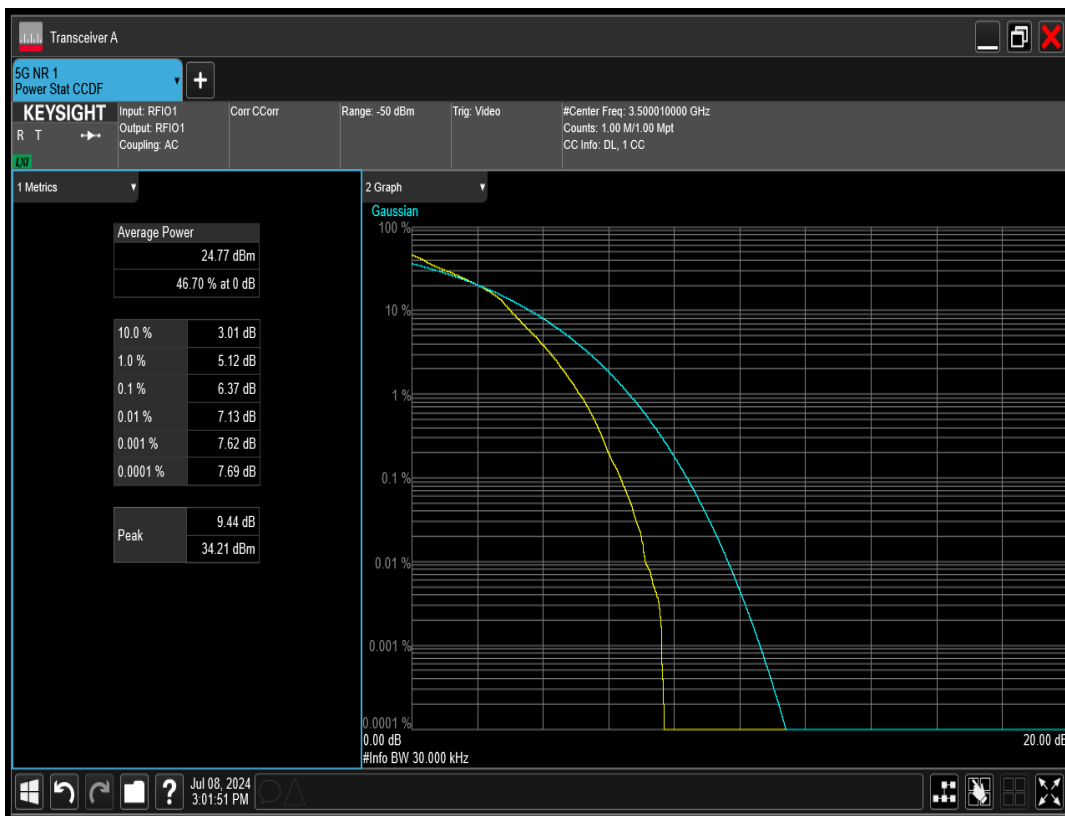 Transceiver A
5G NR 1
Power Stat CCDF
+
KEYSIGHT
R T
LXI
Input: RFIO1
Output: RFIO1
Coupling: AC
Corr CCorr
Range: -50 dBm
Trig: Video
#Center Freq: 3.500010000 GHz
Counts: 1.00 M/1.00 Mpt
CC Info: DL, 1 CC
1 Metrics
Average Power
24.77 dBm
46.70 % at 0 dB
10.0 % 3.01 dB
1.0 % 5.12 dB
0.1 % 6.37 dB
0.01 % 7.13 dB
0.001 % 7.62 dB
0.0001 % 7.69 dB
Peak
9.44 dB
34.21 dBm
2 Graph
Gaussian
100 %
10 %
1 %
0.1 %
0.01 %
0.001 %
0.0001 %
0.00 dB 20.00 dB
#Info BW 30.000 kHz
?
Jul 08, 2024
3:01:51 PM